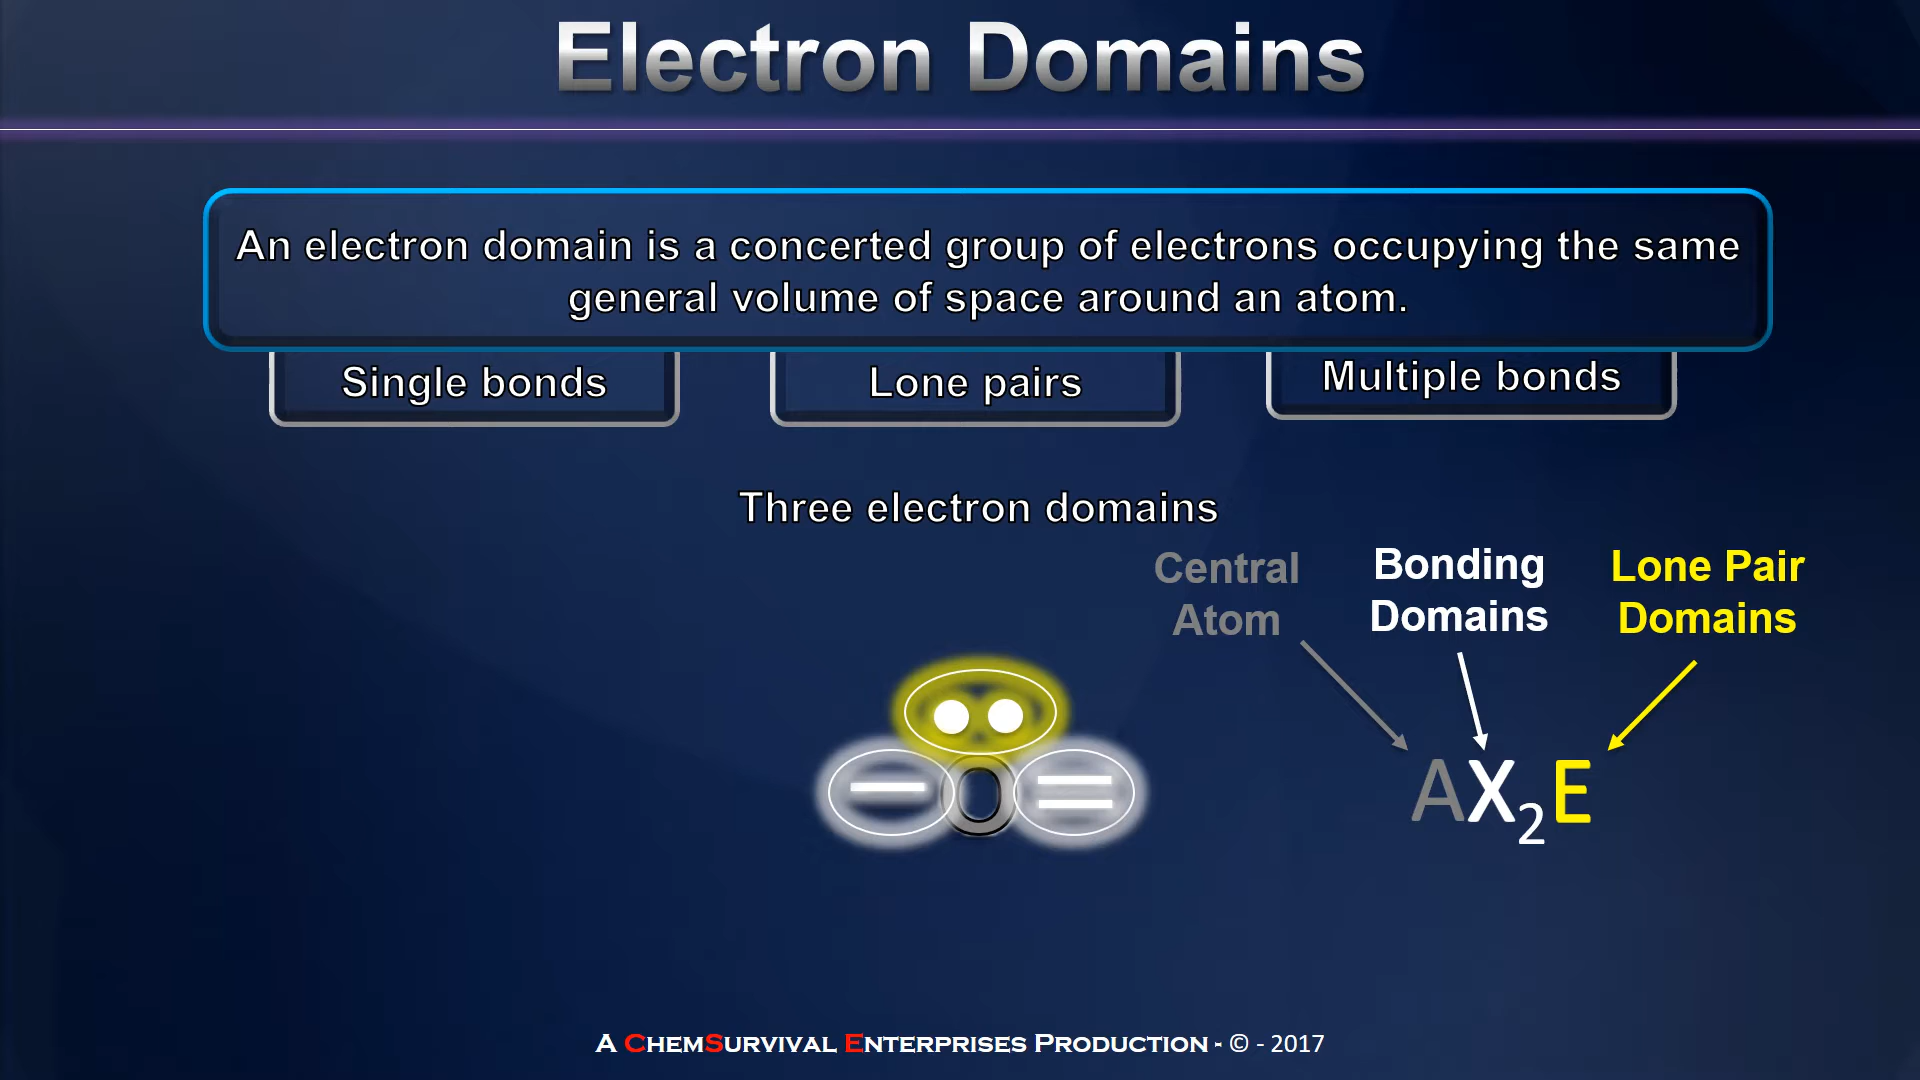 Electron Domains
An electron domain is a concerted group of electrons occupying the same
general volume of space around an atom.
Single bonds
Lone pairs
Multiple bonds
Three electron domains
Central
Atom
Bonding
Domains
Lone Pair
Domains
O
AX₂E
A ChemSurvival Enterprises Production - © - 2017